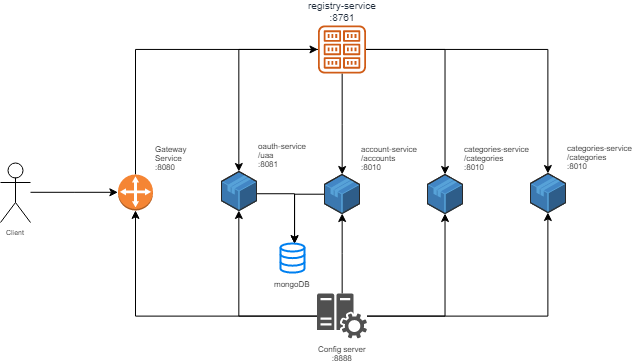 registry-service
:8761
Gateway
Service
:8080
oauth-service
/uaa
:8081
account-service
/accounts
:8010
categories-service
/categories
:8010
categories-service
/categories
:8010
Client
mongoDB
Config server
:8888